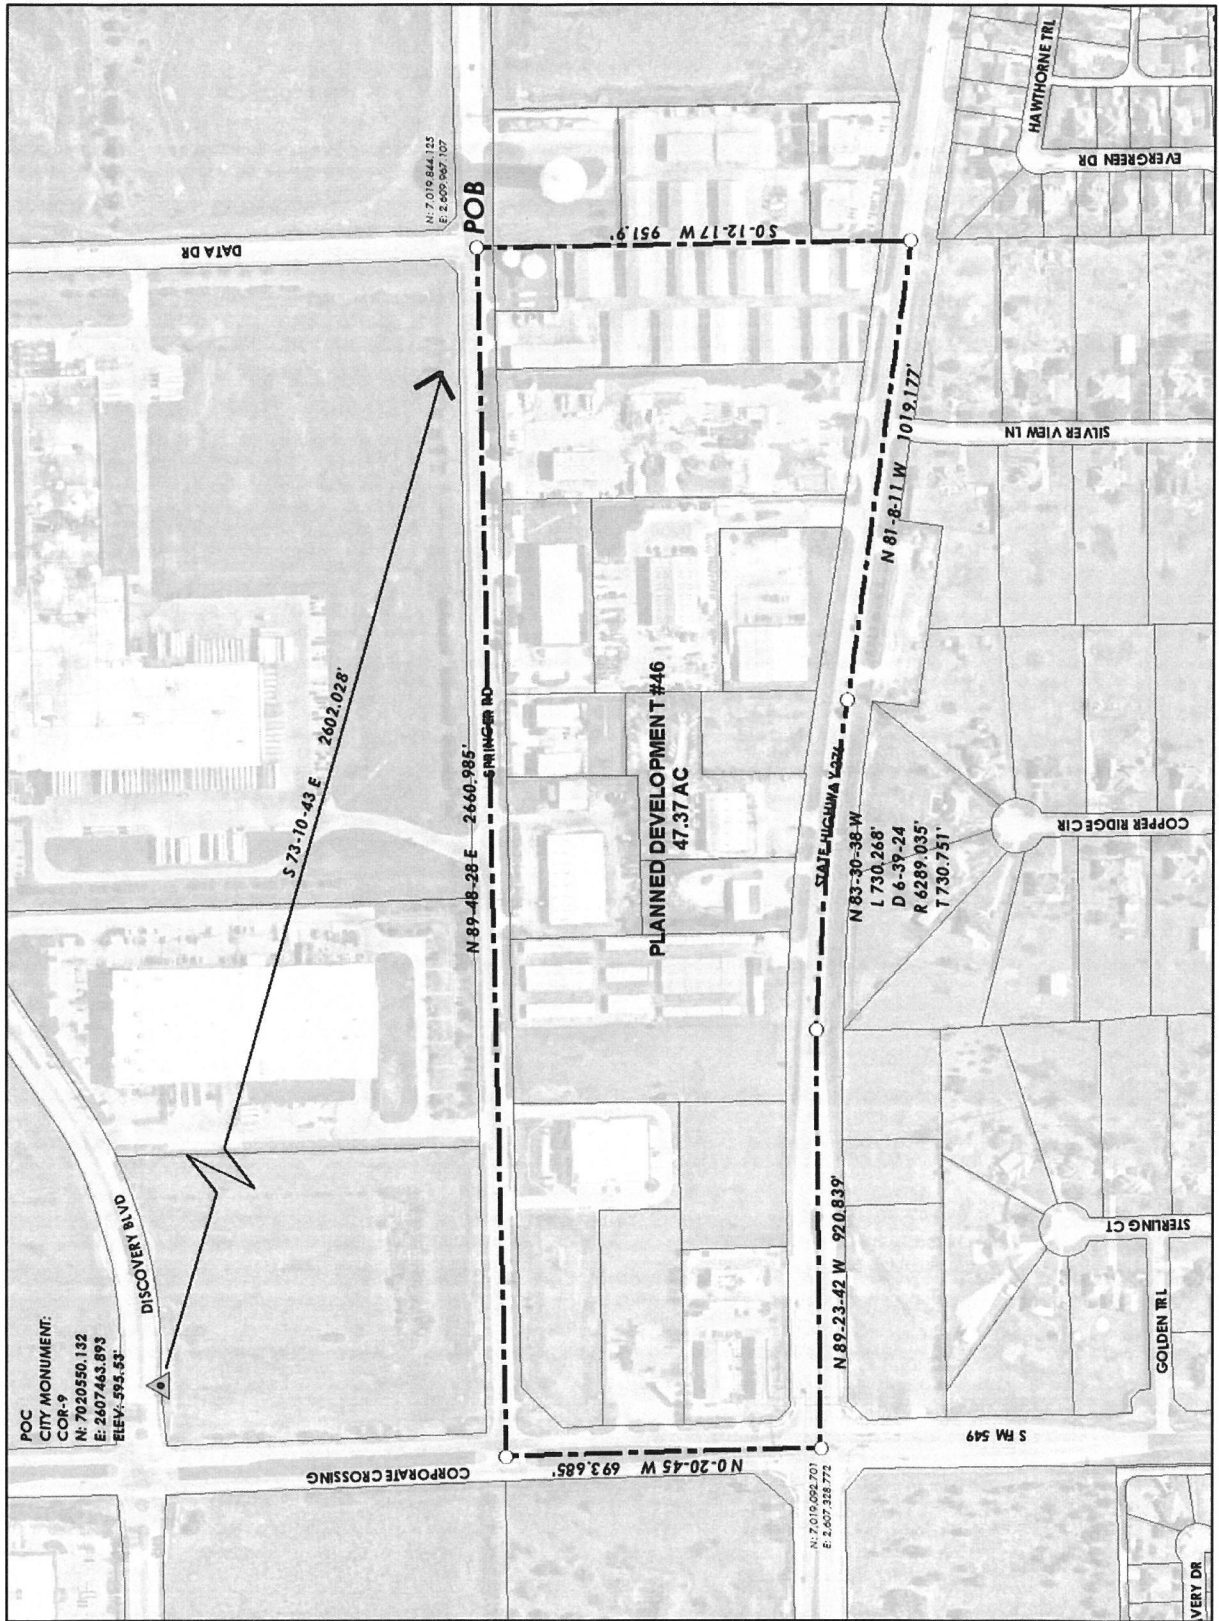 POC
CITY MONUMENT:
COR-9
N: 7020550.132
E: 2607463.893
ELEV: 595.53'
DISCOVERY BLVD
CORPORATE CROSSING
S 73-10-43 E 2602.028'
DATA DR
N: 7,019,844.125
E: 2,609,967.107
POB
N 89-48-28 E 2660.985'
SPRINGER RD
S 0-12-17 W 951.9'
PLANNED DEVELOPMENT #46
47.37 AC
N 0-20-45 W 693.685'
N: 7,019,092.701
E: 2,607,328.772
N 89-23-42 W 920.839'
STATE HIGHWAY 276
N 83-30-38 W
L 730.268'
D 6-39-24
R 6289.035'
T 730.751'
N 81-8-11 W 1019.177'
HAWTHORNE TRL
EVERGREEN DR
SILVER VIEW LN
COPPER RIDGE CIR
STERLING CT
GOLDEN TRL
S FM 549
VERY DR